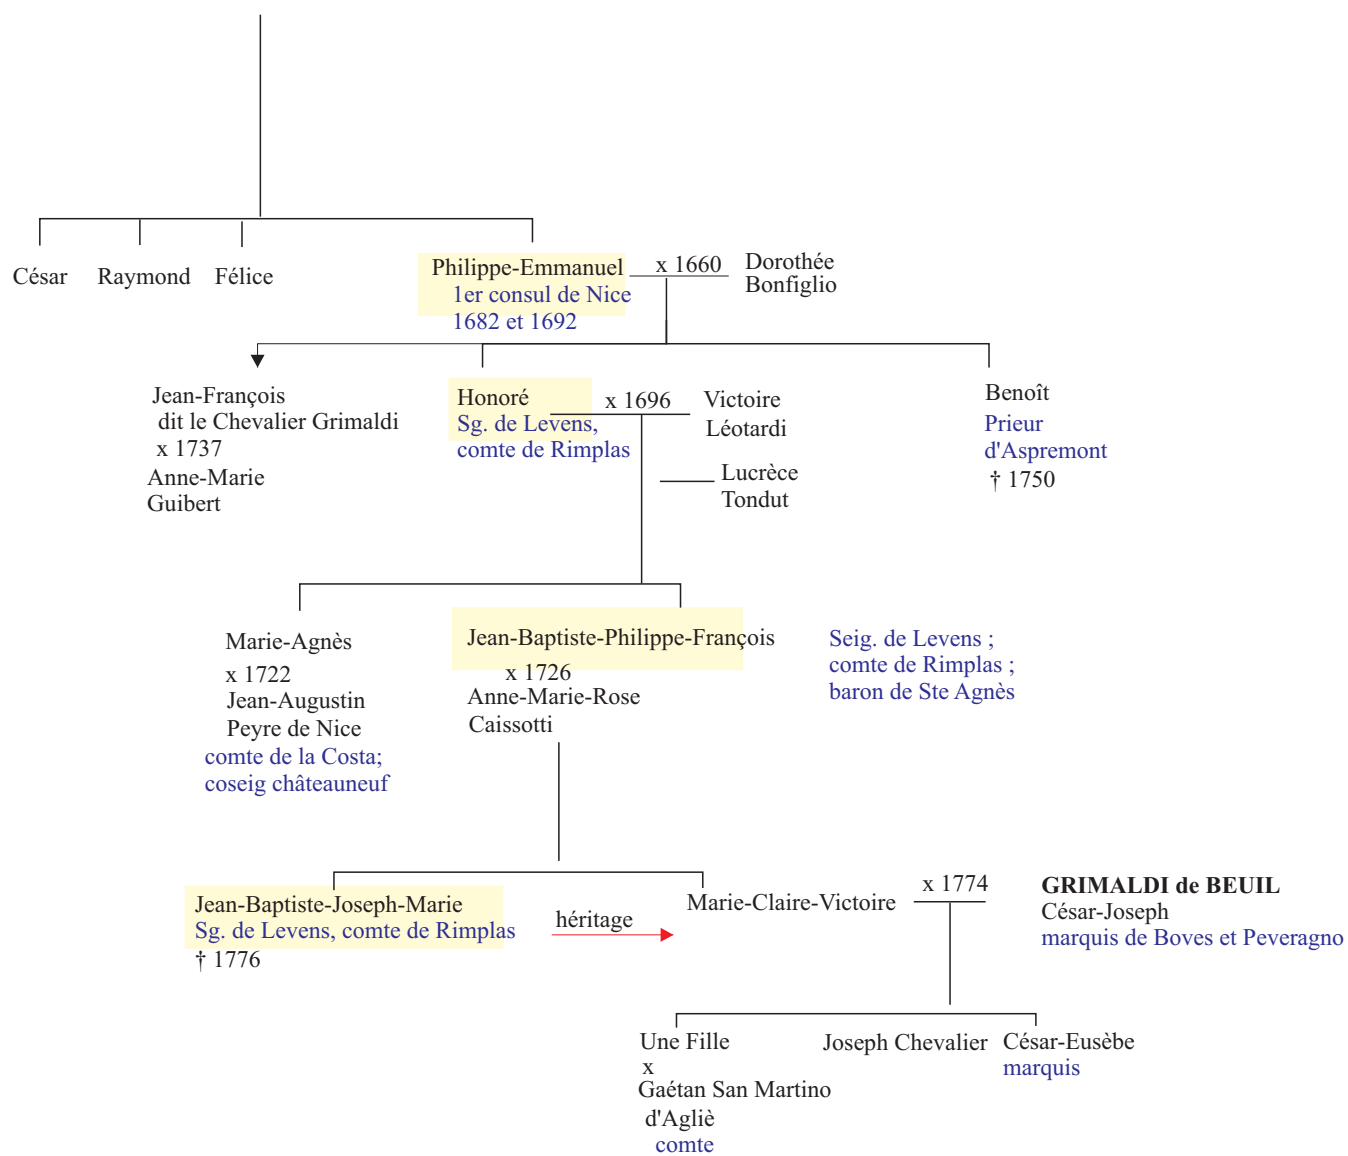 César
Raymond
Félice
Philippe-Emmanuel
1er consul de Nice
1682 et 1692
x 1660
Dorothée
Bonfiglio
Jean-François
dit le Chevalier Grimaldi
x 1737
Anne-Marie
Guibert
Honoré
Sg. de Levens,
comte de Rimplas
x 1696
Victoire
Léotardi
Lucrèce
Tondut
Benoît
Prieur
d'Aspremont
† 1750
Marie-Agnès
x 1722
Jean-Augustin
Peyre de Nice
comte de la Costa;
coseig châteauneuf
Jean-Baptiste-Philippe-François
x 1726
Anne-Marie-Rose
Caissotti
Seig. de Levens ;
comte de Rimplas ;
baron de Ste Agnès
Jean-Baptiste-Joseph-Marie
Sg. de Levens, comte de Rimplas
† 1776
héritage
Marie-Claire-Victoire
x 1774
GRIMALDI de BEUIL
César-Joseph
marquis de Boves et Peveragno
Une Fille
x
Gaétan San Martino
d'Agliè
comte
Joseph Chevalier
César-Eusèbe
marquis